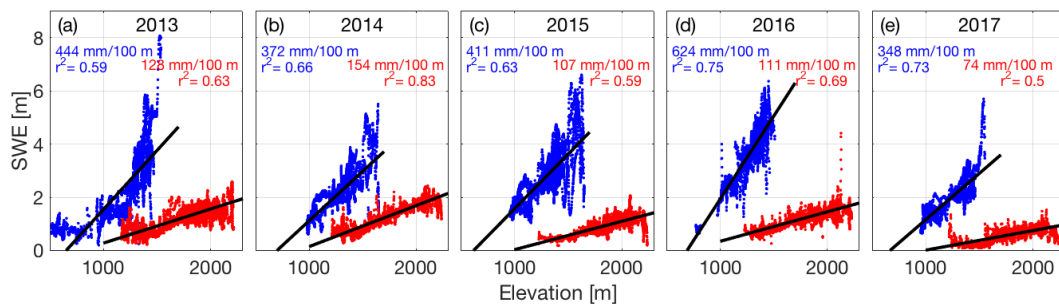 (a) 2013
444 mm/100 m
r2= 0.59
128 mm/100 m
r2= 0.63
(b) 2014
372 mm/100 m
r2= 0.66
154 mm/100 m
r2= 0.83
(c) 2015
411 mm/100 m
r2= 0.63
107 mm/100 m
r2= 0.59
(d) 2016
624 mm/100 m
r2= 0.75
111 mm/100 m
r2= 0.69
(e) 2017
348 mm/100 m
r2= 0.73
74 mm/100 m
r2= 0.5
SWE [m]
8
6
4
2
0
1000 2000 1000 2000 1000 2000 1000 2000 1000 2000
Elevation [m]